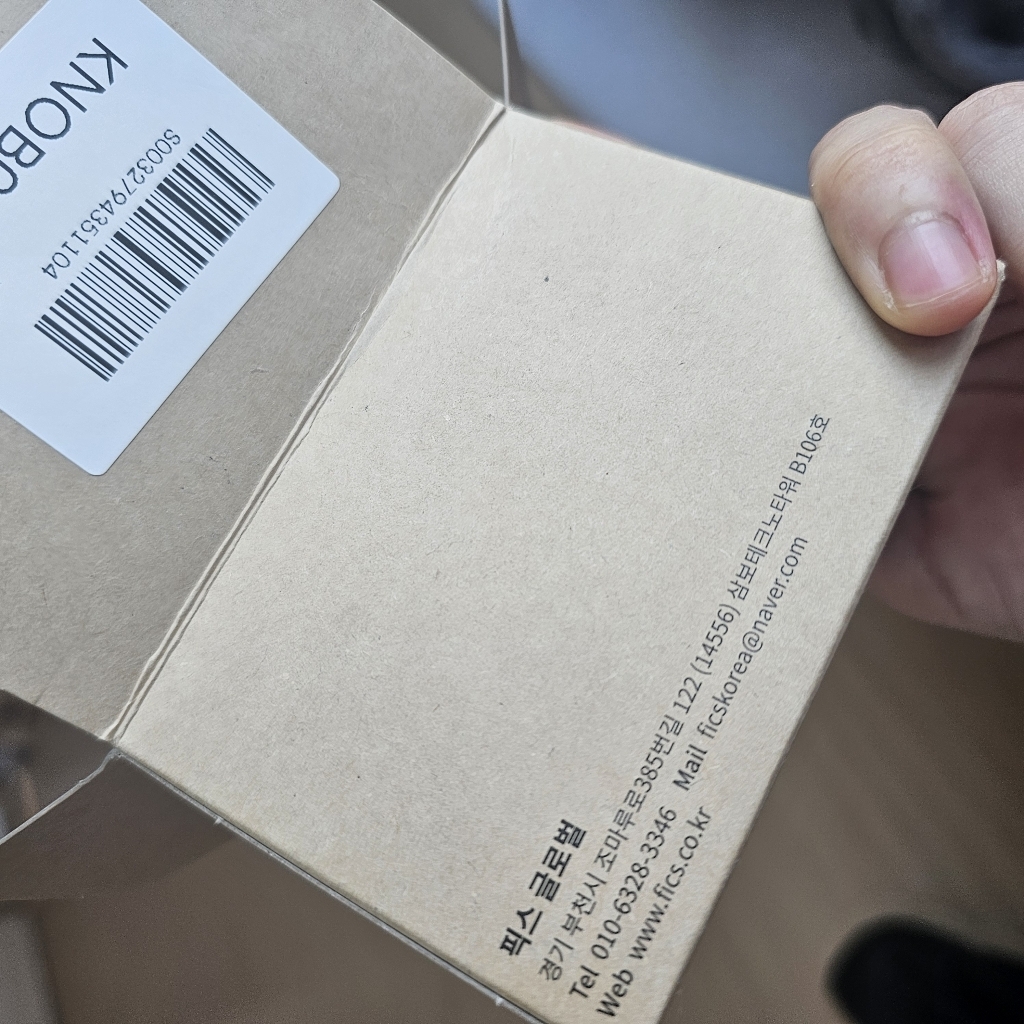 KNOB
S0032794351104
픽스 글로벌
경기 부천시 조마루로385번길 122 (14556) 삼보테크노타워 B106호
Tel 010-6328-3346 Mail ficskorea@naver.com
Web www.fics.co.kr